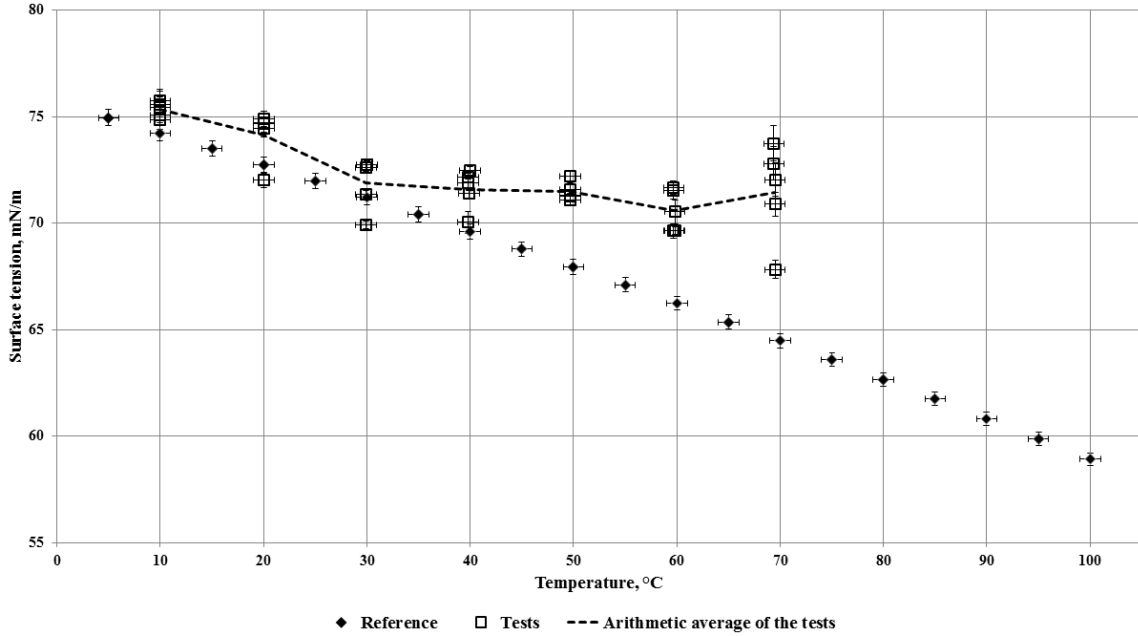 80
75
70
65
60
55
Surface tension, mN/m
0 10 20 30 40 50 60 70 80 90 100
Temperature, °C
Reference Tests Arithmetic average of the tests